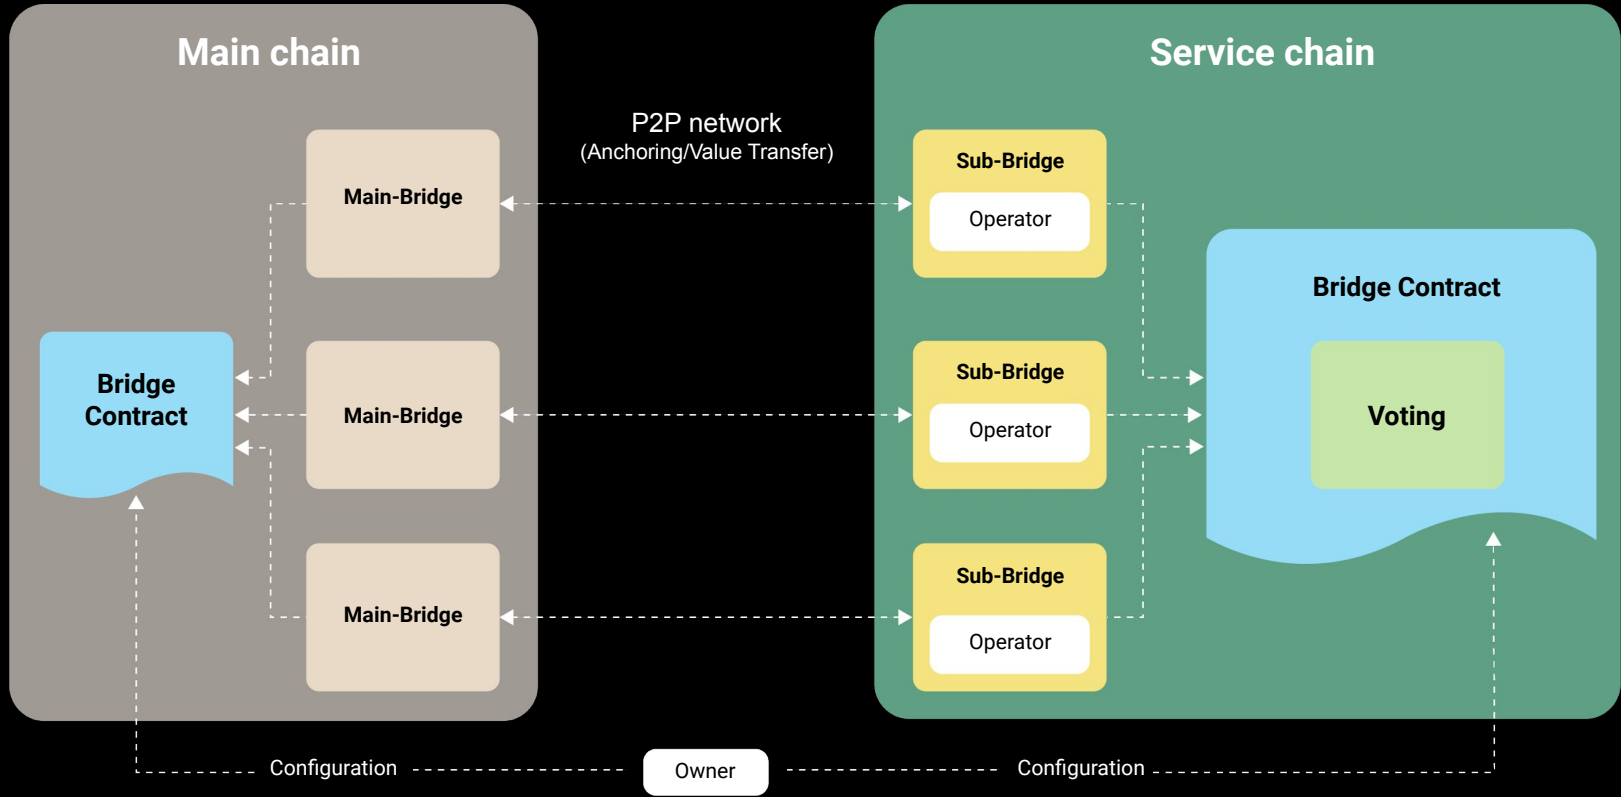 Main chain
Service chain
P2P network
(Anchoring/Value Transfer)
Main-Bridge
Sub-Bridge
Operator
Bridge
Contract
Main-Bridge
Sub-Bridge
Operator
Bridge Contract
Voting
Main-Bridge
Sub-Bridge
Operator
Configuration
Owner
Configuration